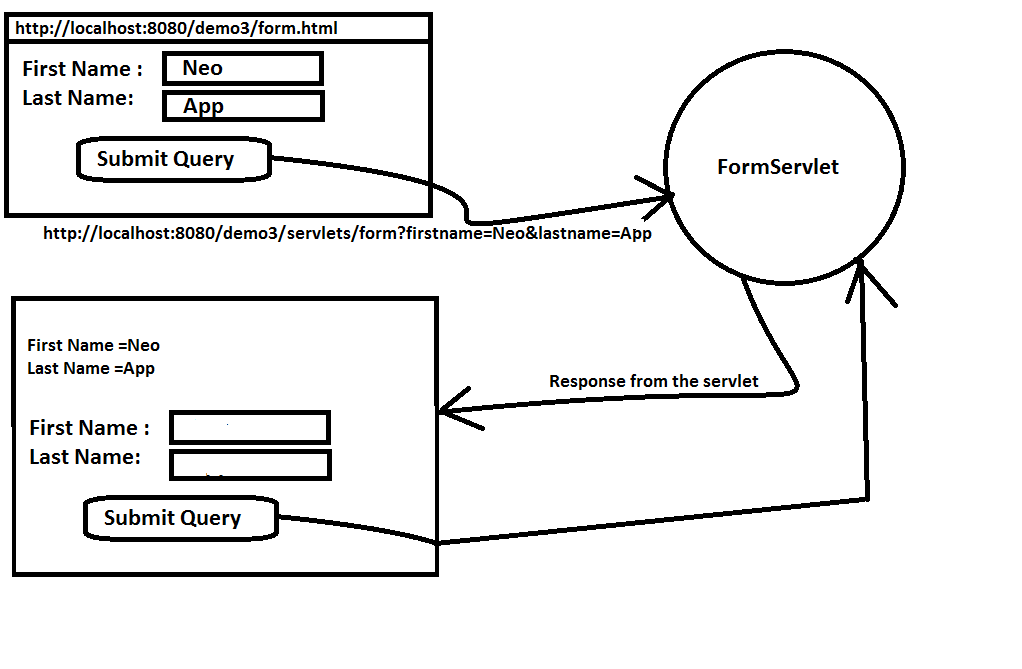 http://localhost:8080/demo3/form.html
First Name : Neo
Last Name: App
Submit Query
FormServlet
http://localhost:8080/demo3/servlets/form?firstname=Neo&lastname=App
First Name =Neo
Last Name =App
Response from the servlet
First Name :
Last Name:
Submit Query